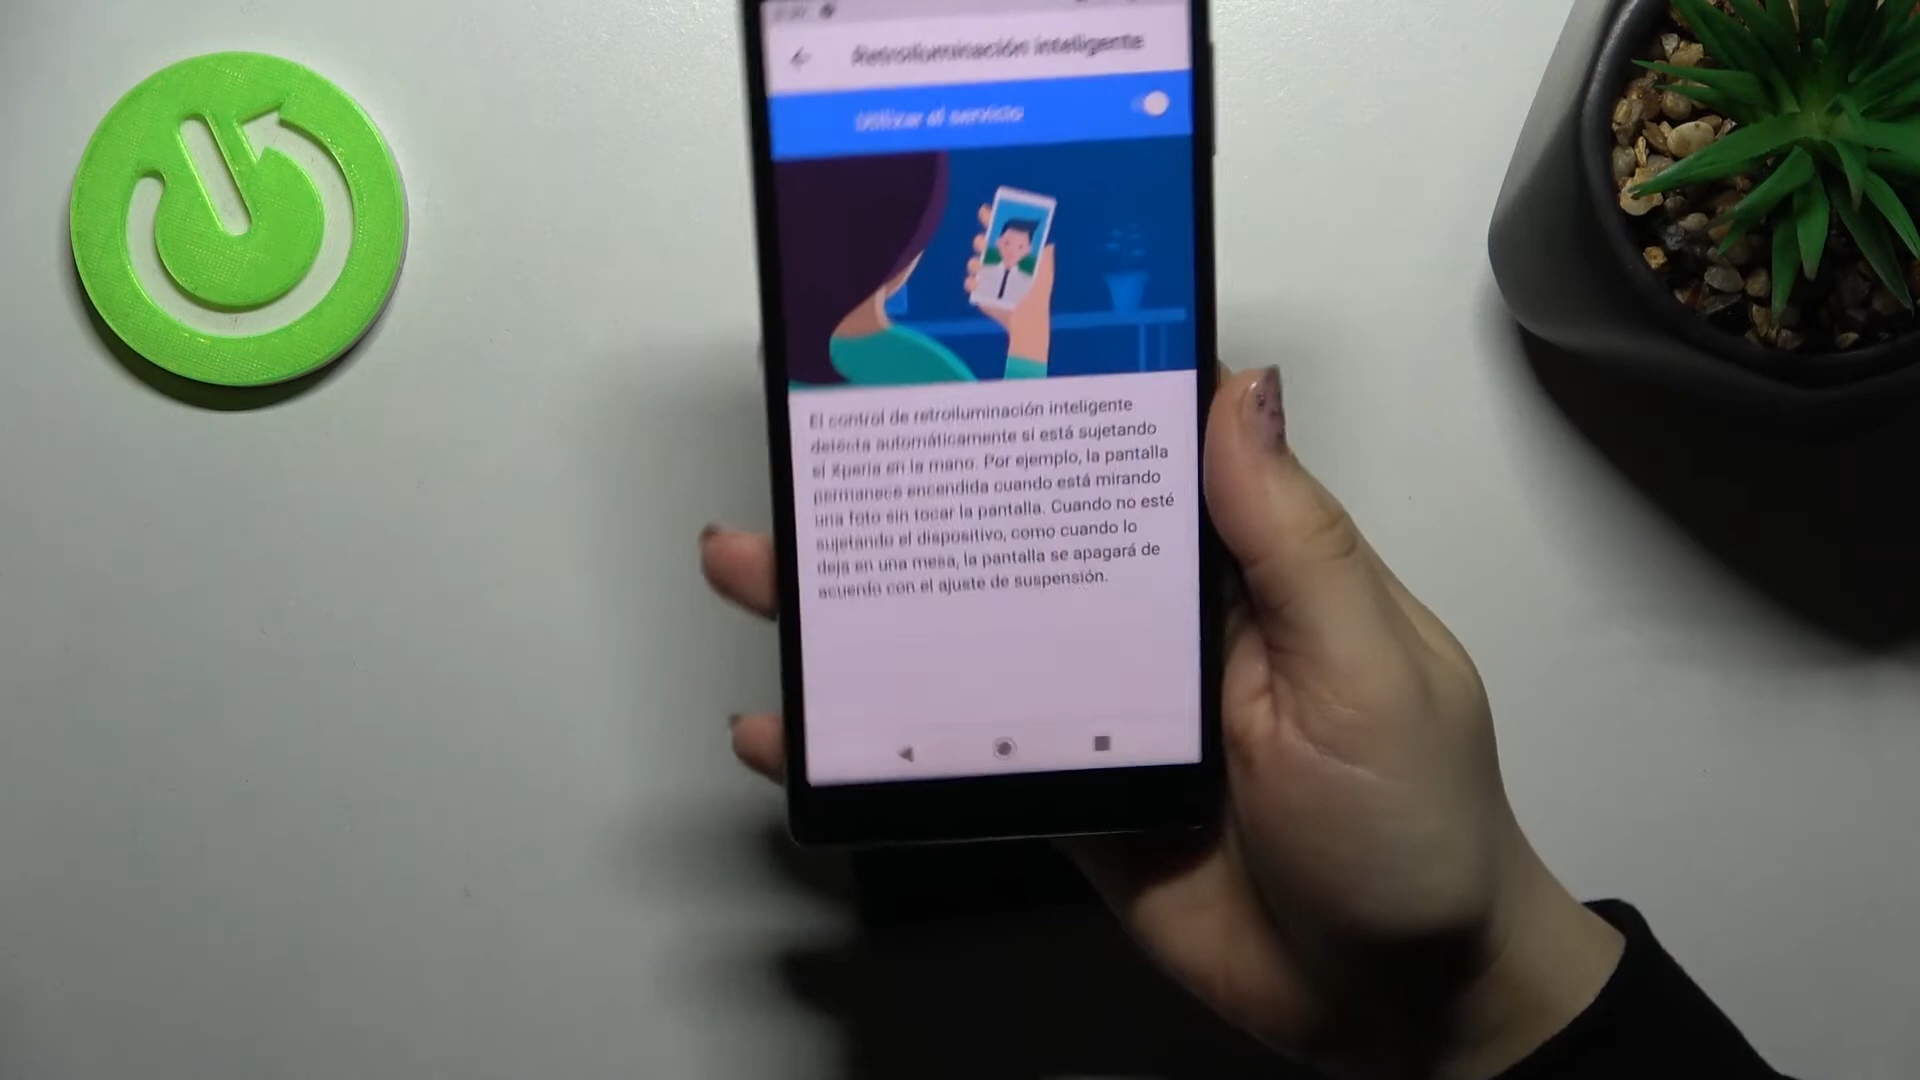 Retroiluminación inteligente
Utilizar el servicio
El control de retroiluminación inteligente
detecta automáticamente si está sujetando
el Xperia en la mano. Por ejemplo, la pantalla
permanece encendida cuando está mirando
una foto sin tocar la pantalla. Cuando no esté
sujetando el dispositivo, como cuando lo
deja en una mesa, la pantalla se apagará de
acuerdo con el ajuste de suspensión.